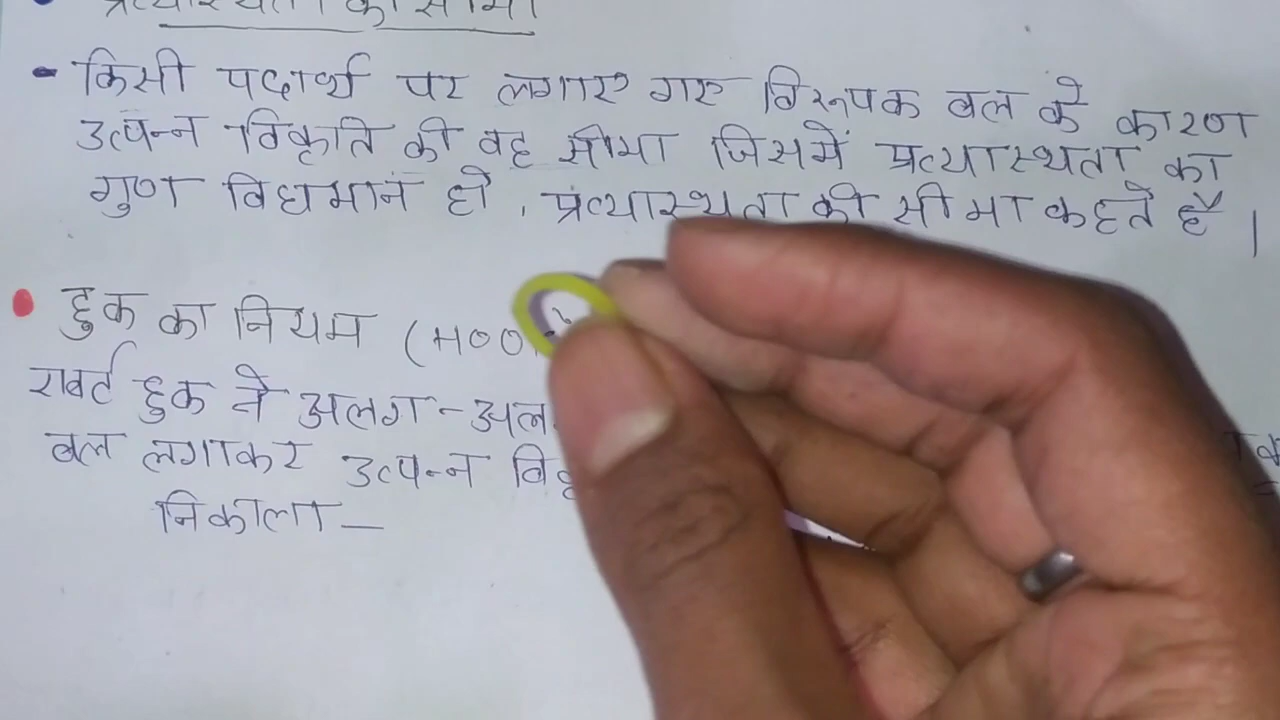 प्रत्यास्थता की सीमा
- किसी पदार्थ पर लगाए गए विरूपक बल के कारण
उत्पन्न विकृति की वह सीमा जिसमें प्रत्यास्थता का
गुण विद्यमान हो, प्रत्यास्थता की सीमा कहते हैं।
• हुक का नियम (HOO
राबर्ट हुक ने अलग-अल
बल लगाकर उत्पन्न वि
निकाला —